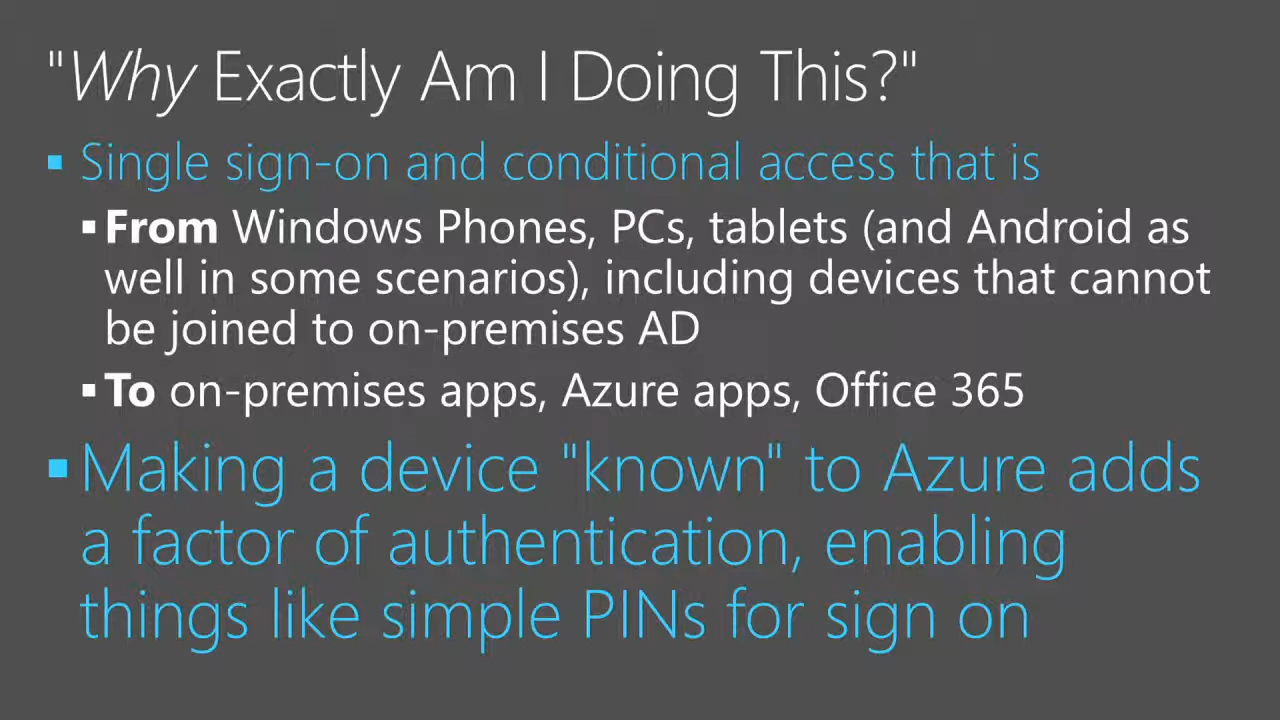 "Why Exactly Am I Doing This?"
▪ Single sign-on and conditional access that is
▪ From Windows Phones, PCs, tablets (and Android as
well in some scenarios), including devices that cannot
be joined to on-premises AD
▪ To on-premises apps, Azure apps, Office 365
▪ Making a device "known" to Azure adds
a factor of authentication, enabling
things like simple PINs for sign on